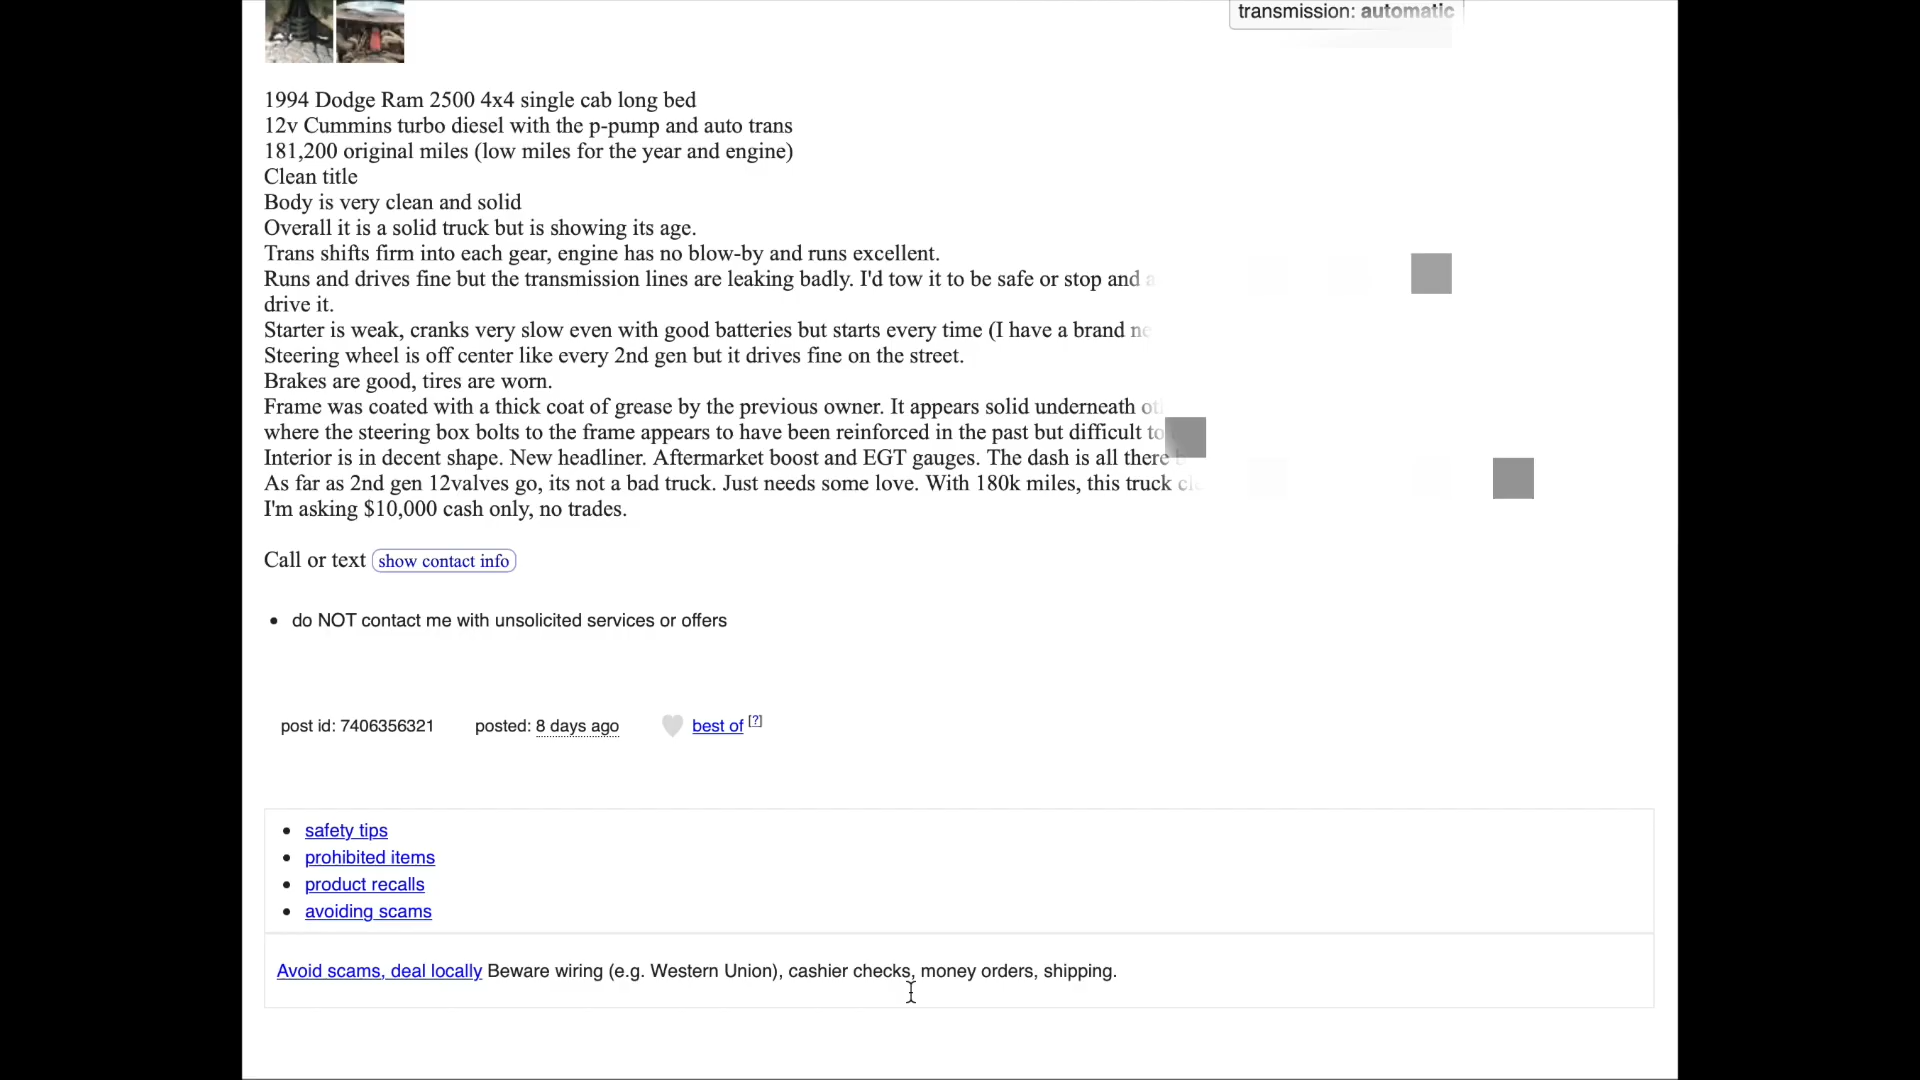 transmission: automatic
1994 Dodge Ram 2500 4x4 single cab long bed
12v Cummins turbo diesel with the p-pump and auto trans
181,200 original miles (low miles for the year and engine)
Clean title
Body is very clean and solid
Overall it is a solid truck but is showing its age.
Trans shifts firm into each gear, engine has no blow-by and runs excellent.
Runs and drives fine but the transmission lines are leaking badly. I'd tow it to be safe or stop and
drive it.
Starter is weak, cranks very slow even with good batteries but starts every time (I have a brand
Steering wheel is off center like every 2nd gen but it drives fine on the street.
Brakes are good, tires are worn.
Frame was coated with a thick coat of grease by the previous owner. It appears solid underneath
where the steering box bolts to the frame appears to have been reinforced in the past but difficult to
Interior is in decent shape. New headliner. Aftermarket boost and EGT gauges. The dash is all there
As far as 2nd gen 12valves go, its not a bad truck. Just needs some love. With 180k miles, this truck
I'm asking $10,000 cash only, no trades.
Call or text show contact info
• do NOT contact me with unsolicited services or offers
post id: 7406356321 posted: 8 days ago best of [?]
• safety tips
• prohibited items
• product recalls
• avoiding scams
Avoid scams, deal locally Beware wiring (e.g. Western Union), cashier checks, money orders, shipping.